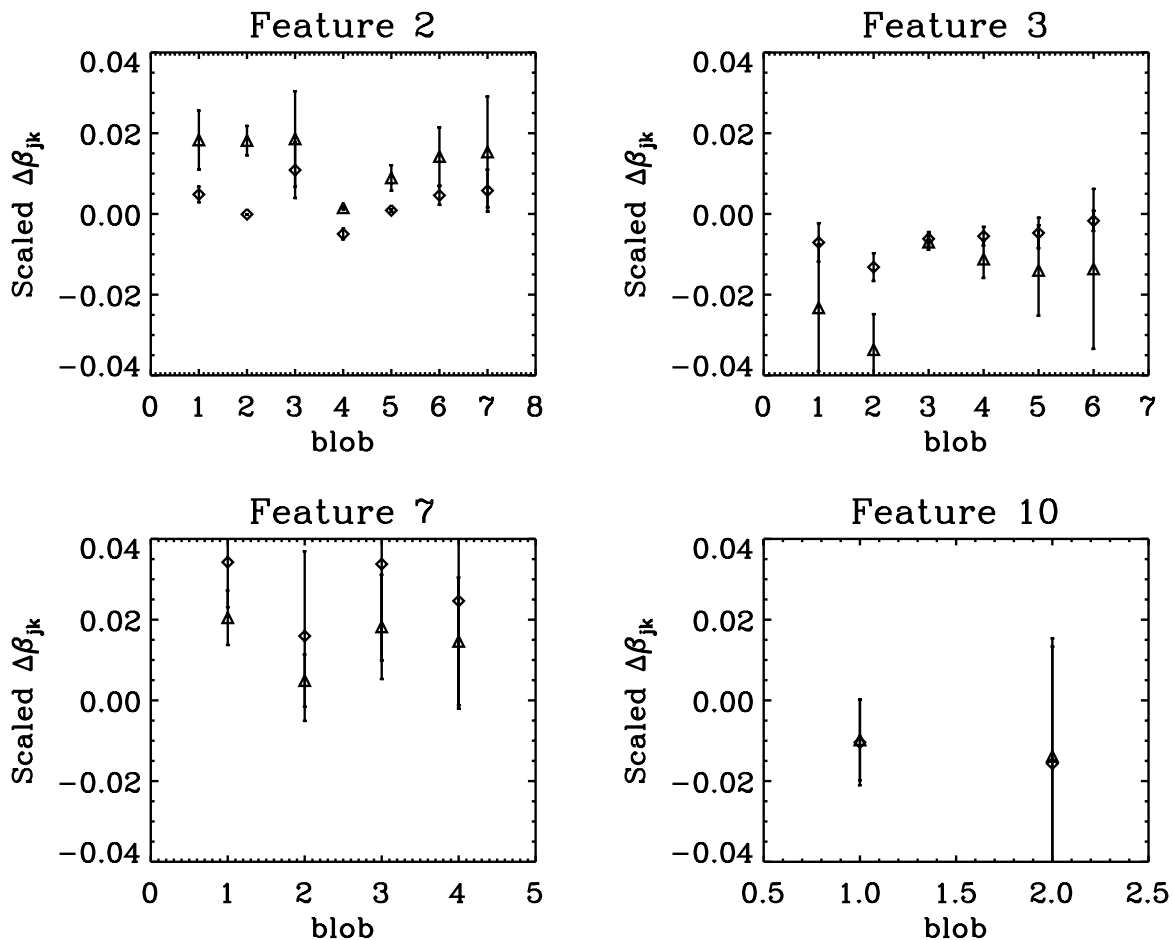 Feature 2
0.04
0.02
0.00
−0.02
−0.04
Scaled Δβjk
0 1 2 3 4 5 6 7 8
blob
Feature 3
0.04
0.02
0.00
−0.02
−0.04
Scaled Δβjk
0 1 2 3 4 5 6 7
blob
Feature 7
0.04
0.02
0.00
−0.02
−0.04
Scaled Δβjk
0 1 2 3 4 5
blob
Feature 10
0.04
0.02
0.00
−0.02
−0.04
Scaled Δβjk
0.5 1.0 1.5 2.0 2.5
blob